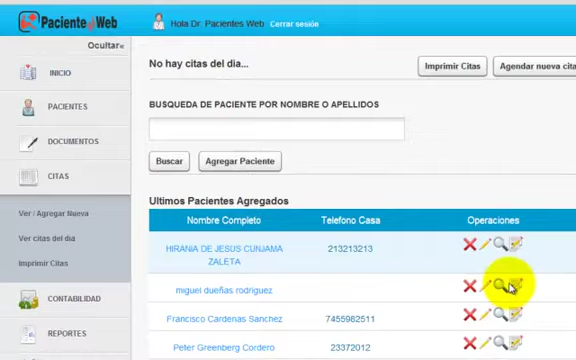 PacienteWeb
Hola Dr. Pacientes Web Cerrar sesión
Ocultar«
INICIO
PACIENTES
DOCUMENTOS
CITAS
Ver / Agregar Nueva
Ver citas del dia
Imprimir Citas
CONTABILIDAD
REPORTES
No hay citas del dia...
Imprimir Citas
Agendar nueva cita
BUSQUEDA DE PACIENTE POR NOMBRE O APELLIDOS
Buscar
Agregar Paciente
Ultimos Pacientes Agregados
Nombre Completo Telefono Casa Operaciones
HIRANIA DE JESUS CUNJAMA 213213213
ZALETA
miguel dueñas rodriguez
Francisco Cardenas Sanchez 7455982511
Peter Greenberg Cordero 23372012